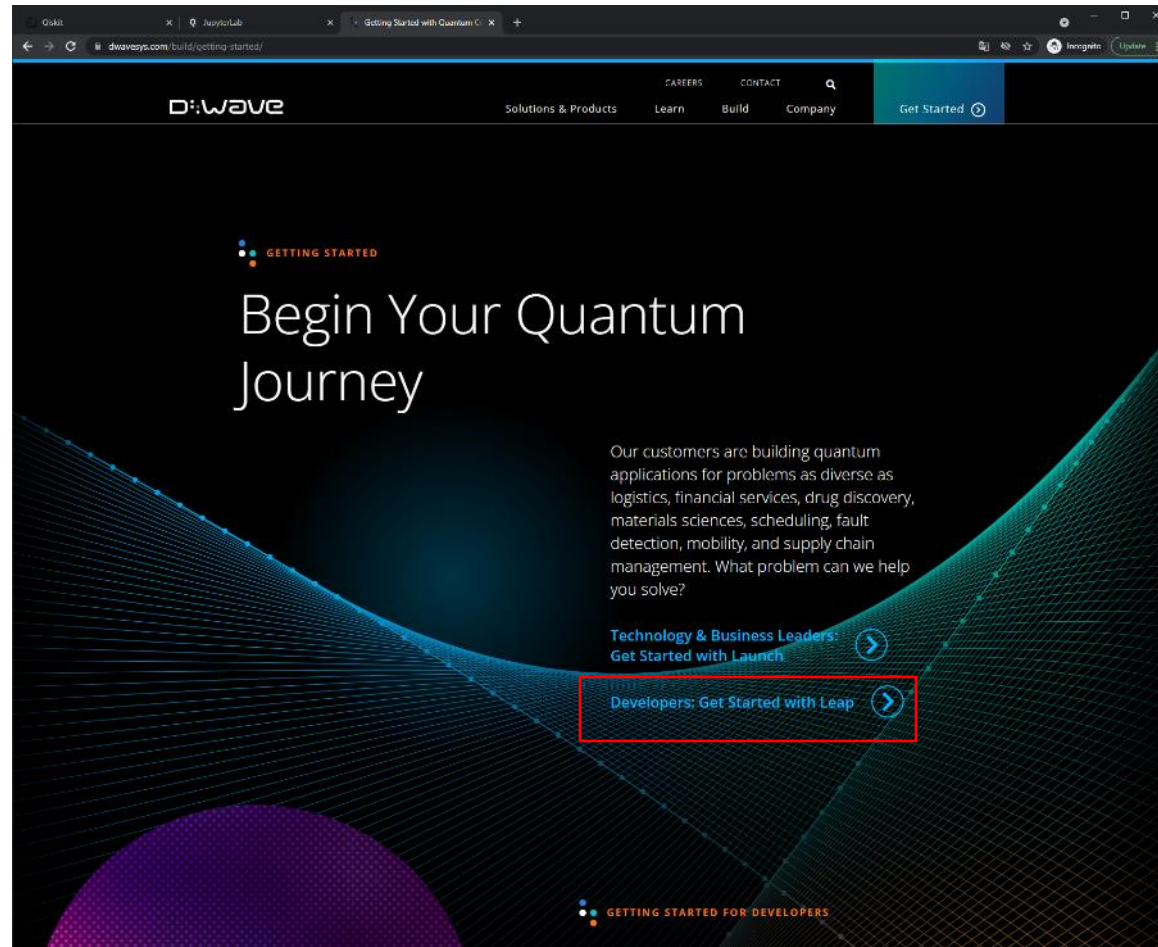 Qiskit
JupyterLab
Getting Started with Quantum C
dwavesys.com/build/getting-started/
Incognito
Update
CAREERS CONTACT
D:wave
Solutions & Products Learn Build Company Get Started
GETTING STARTED
Begin Your Quantum
Journey
Our customers are building quantum
applications for problems as diverse as
logistics, financial services, drug discovery,
materials sciences, scheduling, fault
detection, mobility, and supply chain
management. What problem can we help
you solve?
Technology & Business Leaders:
Get Started with Launch
Developers: Get Started with Leap
GETTING STARTED FOR DEVELOPERS